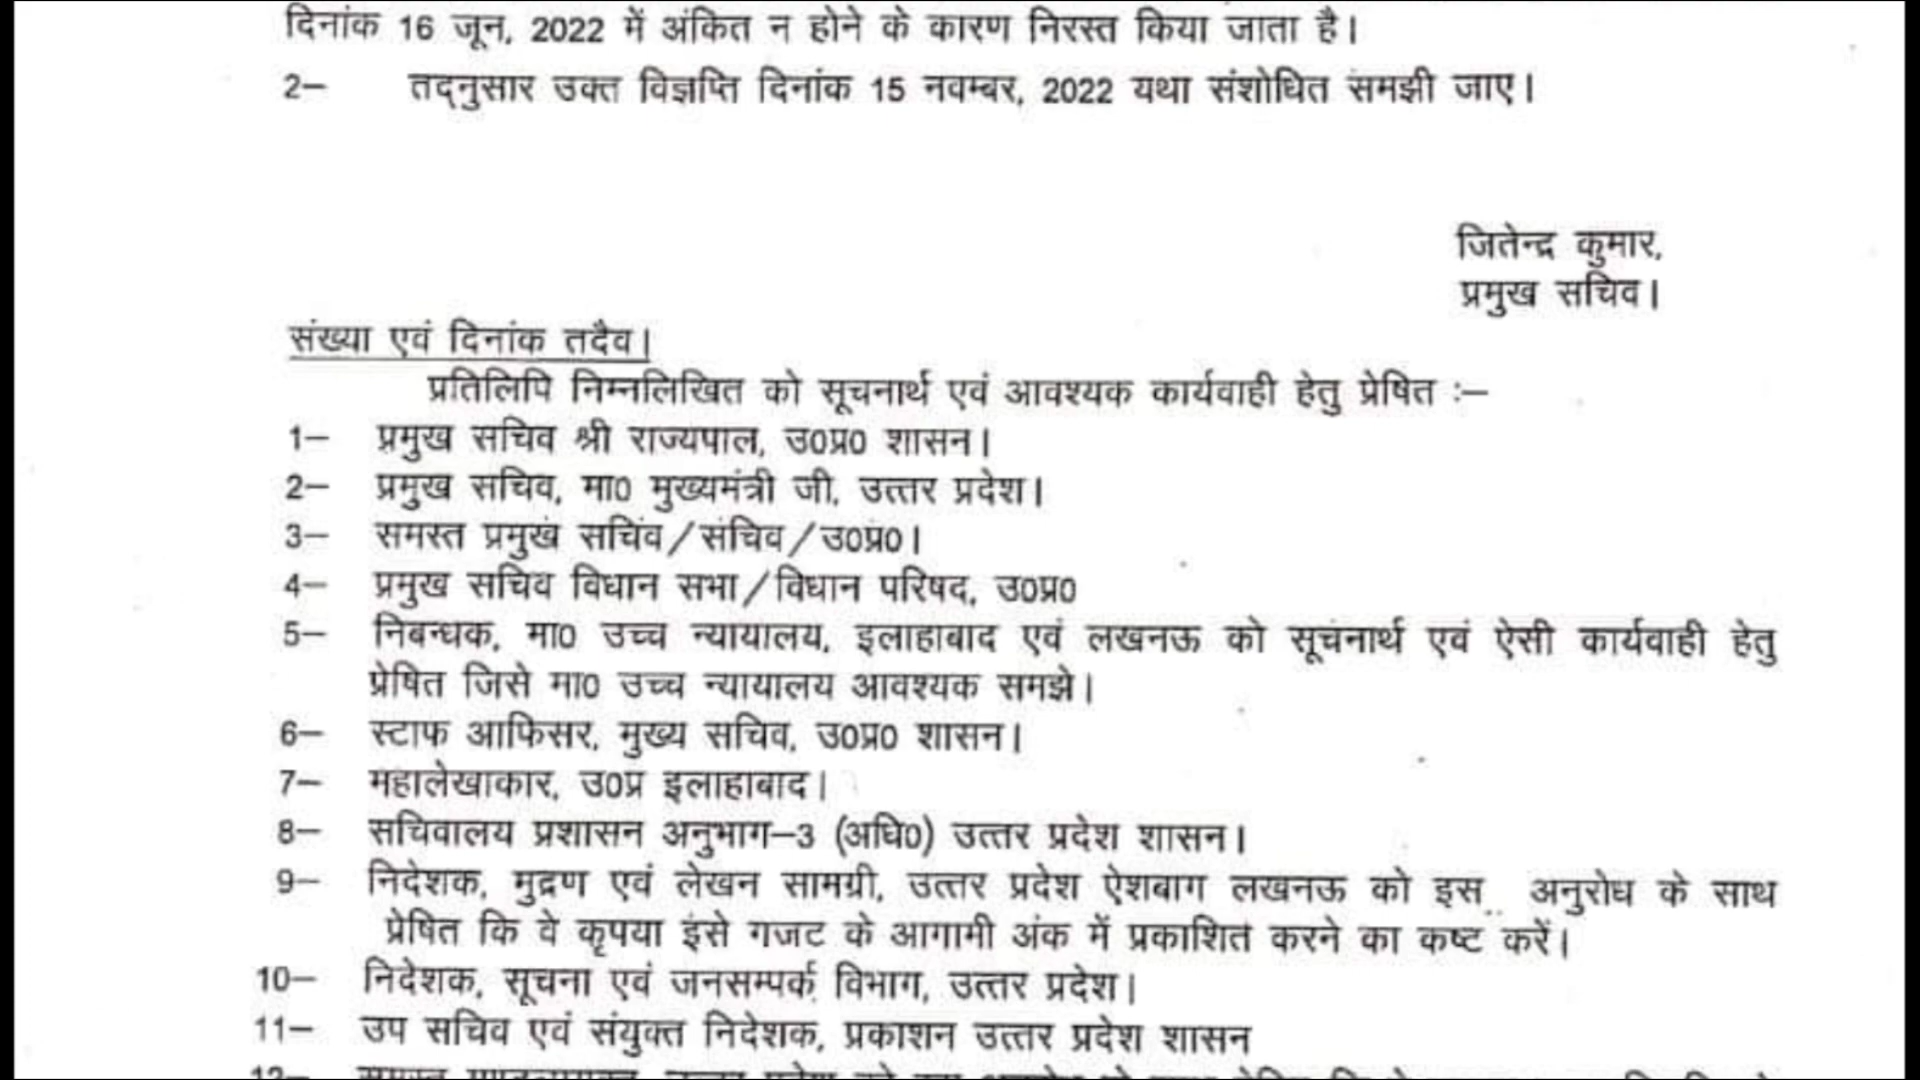 दिनांक 16 जून, 2022 में अंकित न होने के कारण निरस्त किया जाता है।
2— तद्नुसार उक्त विज्ञप्ति दिनांक 15 नवम्बर, 2022 यथा संशोधित समझी जाए।
जितेन्द्र कुमार,
प्रमुख सचिव।
संख्या एवं दिनांक तदैव।
प्रतिलिपि निम्नलिखित को सूचनार्थ एवं आवश्यक कार्यवाही हेतु प्रेषित :—
1— प्रमुख सचिव श्री राज्यपाल, उ0प्र0 शासन।
2— प्रमुख सचिव, मा0 मुख्यमंत्री जी, उत्तर प्रदेश।
3— समस्त प्रमुख सचिव/सचिव/उ0प्र0।
4— प्रमुख सचिव विधान सभा/विधान परिषद, उ0प्र0
5— निबन्धक, मा0 उच्च न्यायालय, इलाहाबाद एवं लखनऊ को सूचनार्थ एवं ऐसी कार्यवाही हेतु
प्रेषित जिसे मा0 उच्च न्यायालय आवश्यक समझे।
6— स्टाफ आफिसर, मुख्य सचिव, उ0प्र0 शासन।
7— महालेखाकार, उ0प्र इलाहाबाद।
8— सचिवालय प्रशासन अनुभाग—3 (अधि0) उत्तर प्रदेश शासन।
9— निदेशक, मुद्रण एवं लेखन सामग्री, उत्तर प्रदेश ऐशबाग लखनऊ को इस अनुरोध के साथ
प्रेषित कि वे कृपया इसे गजट के आगामी अंक में प्रकाशित करने का कष्ट करें।
10— निदेशक, सूचना एवं जनसम्पर्क विभाग, उत्तर प्रदेश।
11— उप सचिव एवं संयुक्त निदेशक, प्रकाशन उत्तर प्रदेश शासन